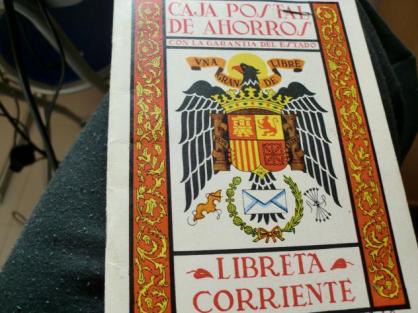 CAJA POSTAL
DE AHORROS
CON LA GARANTIA DEL ESTADO
VNA GRANDE LIBRE
LIBRETA
CORRIENTE